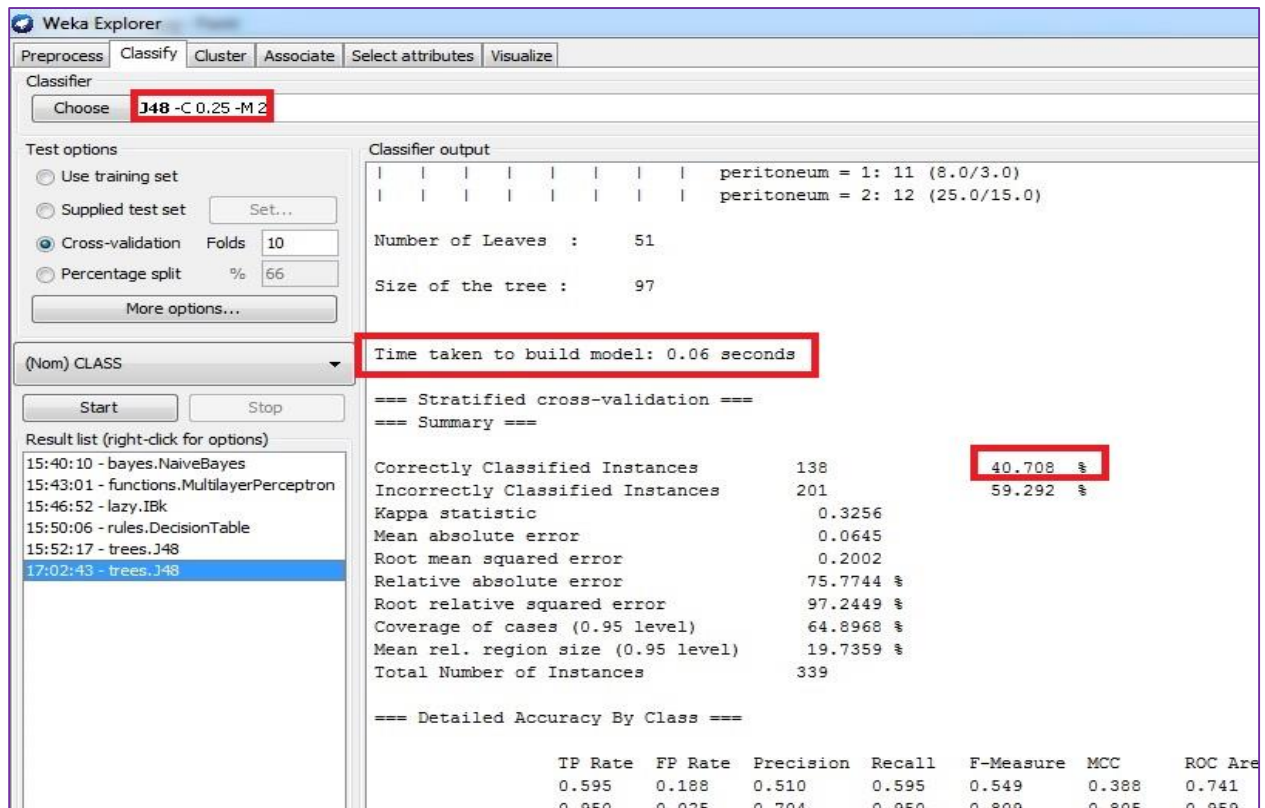 Weka Explorer
Preprocess Classify Cluster Associate Select attributes Visualize
Classifier
Choose J48 -C 0.25 -M 2
Test options
Use training set
Supplied test set Set...
Cross-validation Folds 10
Percentage split % 66
More options...
(Nom) CLASS
Start Stop
Result list (right-click for options)
15:40:10 - bayes.NaiveBayes
15:43:01 - functions.MultilayerPerceptron
15:46:52 - lazy.IBk
15:50:06 - rules.DecisionTable
15:52:17 - trees.J48
17:02:43 - trees.J48
Classifier output
| | | | | | | | peritoneum = 1: 11 (8.0/3.0)
| | | | | | | | peritoneum = 2: 12 (25.0/15.0)
Number of Leaves : 51
Size of the tree : 97
Time taken to build model: 0.06 seconds
=== Stratified cross-validation ===
=== Summary ===
Correctly Classified Instances 138 40.708 %
Incorrectly Classified Instances 201 59.292 %
Kappa statistic 0.3256
Mean absolute error 0.0645
Root mean squared error 0.2002
Relative absolute error 75.7744 %
Root relative squared error 97.2449 %
Coverage of cases (0.95 level) 64.8968 %
Mean rel. region size (0.95 level) 19.7359 %
Total Number of Instances 339
=== Detailed Accuracy By Class ===
TP Rate FP Rate Precision Recall F-Measure MCC ROC Are
0.595 0.188 0.510 0.595 0.549 0.388 0.741